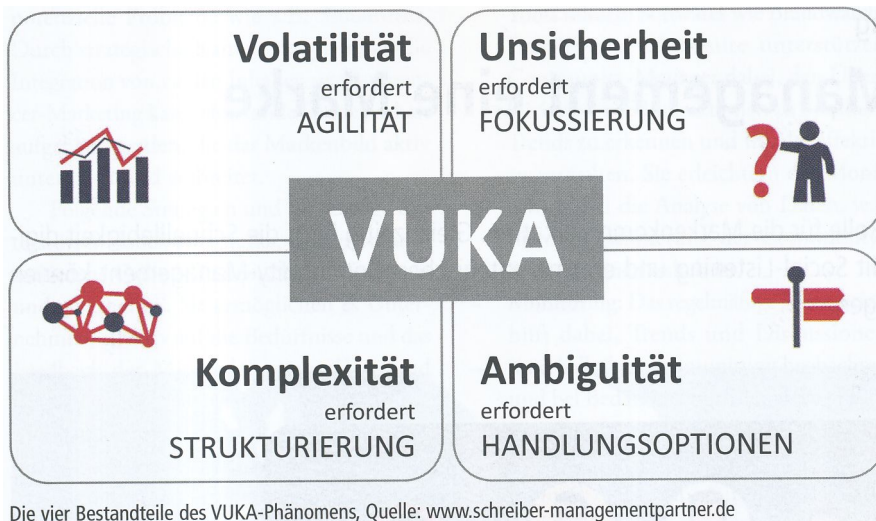 Volatilität
erfordert
AGILITÄT
Unsicherheit
erfordert
FOKUSSIERUNG
?
VUKA
Komplexität
erfordert
STRUKTURIERUNG
Ambiguität
erfordert
HANDLUNGSOPTIONEN
Die vier Bestandteile des VUKA-Phänomens, Quelle: www.schreiber-managementpartner.de